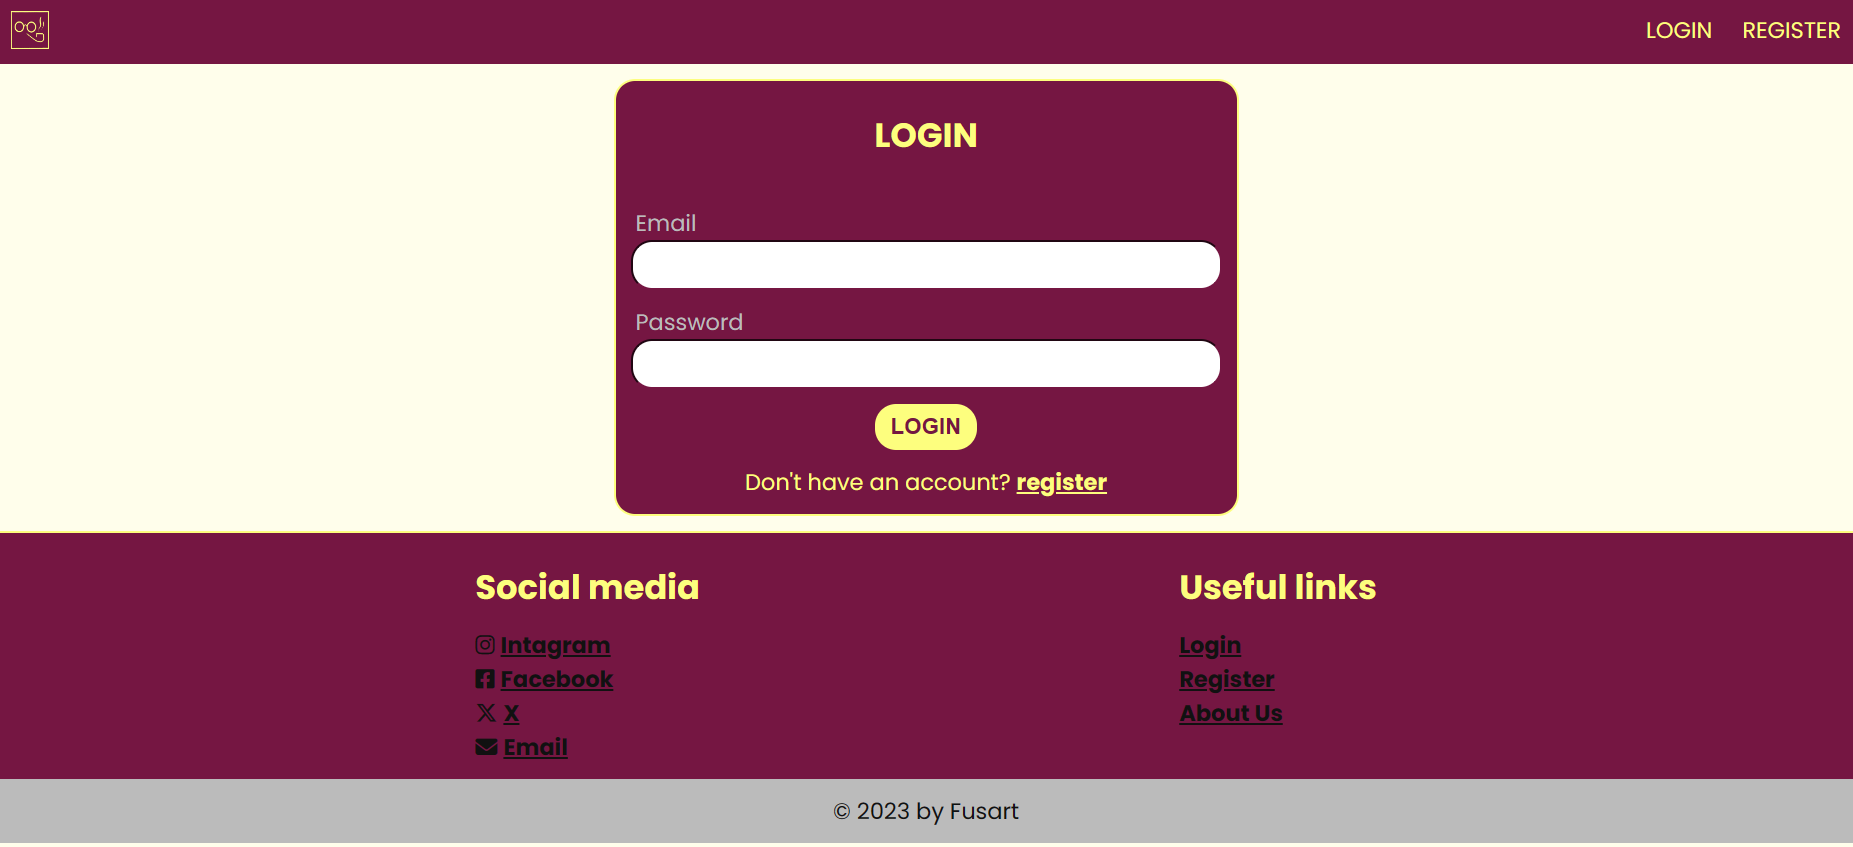 LOGIN REGISTER
LOGIN
Email
Password
LOGIN
Don't have an account? register
Social media
Intagram
Facebook
X
Email
Useful links
Login
Register
About Us
© 2023 by Fusart